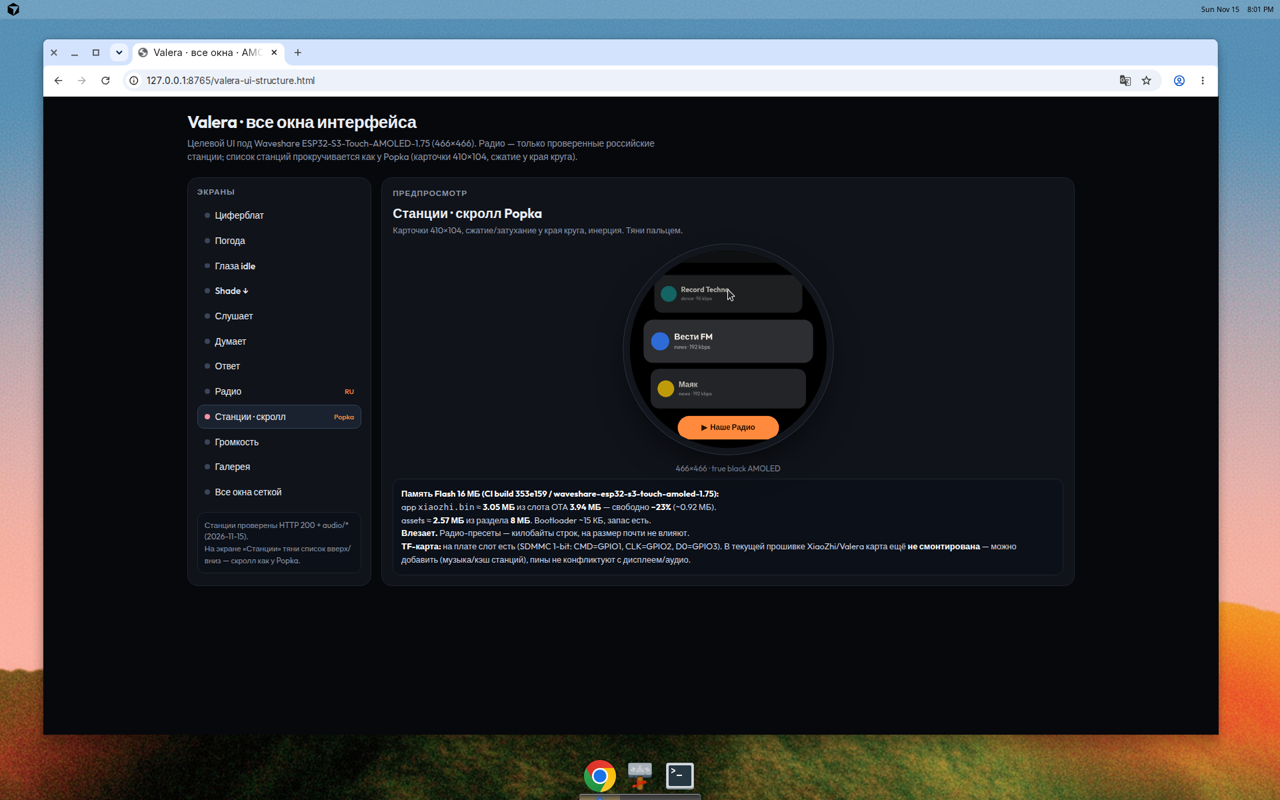 Sun Nov 15 8:01 PM
Valera · все окна · AMO
127.0.0.1:8765/valera-ui-structure.html
Valera · все окна интерфейса
Целевой UI под Waveshare ESP32-S3-Touch-AMOLED-1.75 (466×466). Радио — только проверенные российские
станции; список станций прокручивается как у Popka (карточки 410×104, сжатие у края круга).
ЭКРАНЫ
Циферблат
Погода
Глаза idle
Shade ↓
Слушает
Думает
Ответ
Радио RU
Станции · скролл Popka
Громкость
Галерея
Все окна сеткой
Станции проверены HTTP 200 + audio/*
(2026-11-15).
На экране «Станции» тяни список вверх/
вниз — скролл как у Popka.
ПРЕДПРОСМОТР
Станции · скролл Popka
Карточки 410×104, сжатие/затухание у края круга, инерция. Тяни пальцем.
Record Techno
dance · 96 kbps
Вести FM
news · 192 kbps
Маяк
news · 192 kbps
▶ Наше Радио
466×466 · true black AMOLED
Память Flash 16 МБ (CI build 353e159 / waveshare-esp32-s3-touch-amoled-1.75):
app xiaozhi.bin ≈ 3.05 МБ из слота OTA 3.94 МБ — свободно ~23% (~0.92 МБ).
assets ≈ 2.57 МБ из раздела 8 МБ. Bootloader ~15 КБ, запас есть.
Влезает. Радио-пресеты — килобайты строк, на размер почти не влияют.
TF-карта: на плате слот есть (SDMMC 1-bit: CMD=GPIO1, CLK=GPIO2, D0=GPIO3). В текущей прошивке XiaoZhi/Valera карта ещё не смонтирована — можно
добавить (музыка/кэш станций), пины не конфликтуют с дисплеем/аудио.